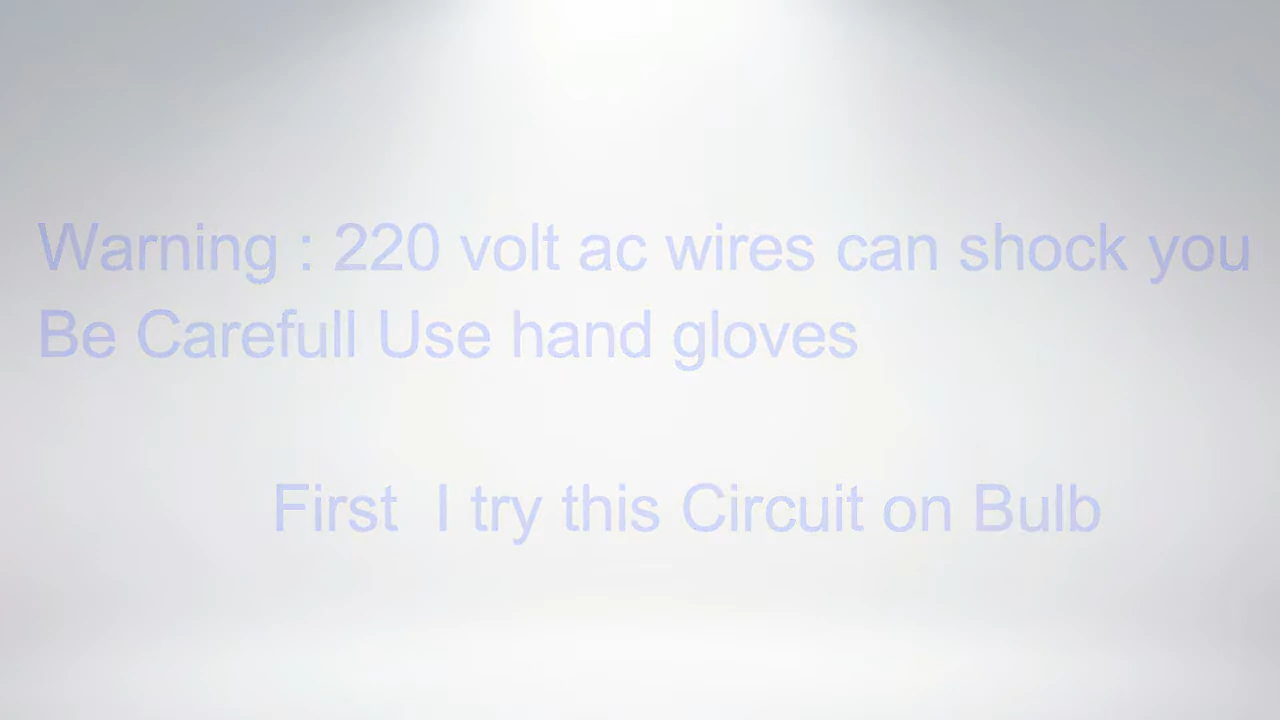 Warning : 220 volt ac wires can shock you
Be Carefull Use hand gloves
First I try this Circuit on Bulb